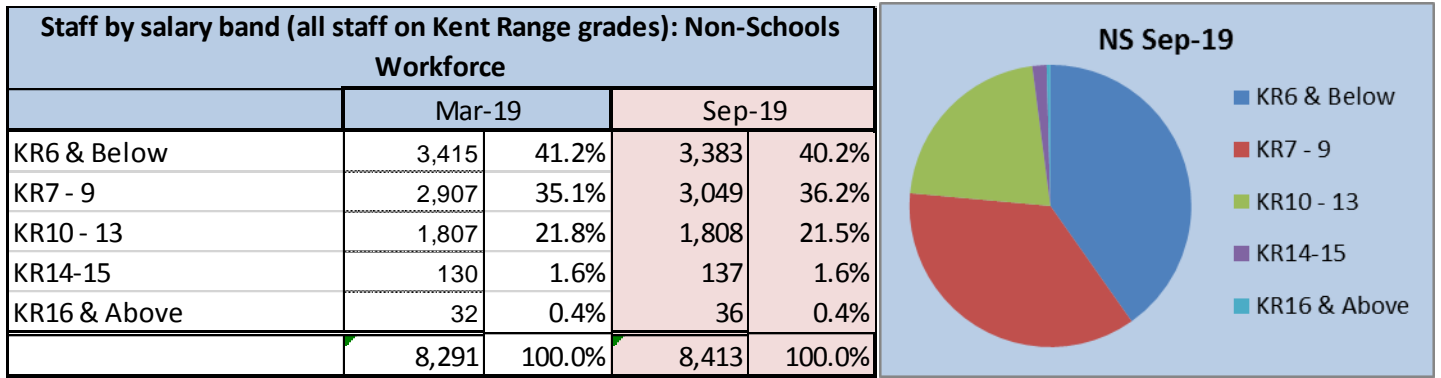 Staff by salary band (all staff on Kent Range grades): Non-Schools
Workforce
Mar-19 Sep-19
KR6 & Below 3,415 41.2% 3,383 40.2%
KR7 - 9 2,907 35.1% 3,049 36.2%
KR10 - 13 1,807 21.8% 1,808 21.5%
KR14-15 130 1.6% 137 1.6%
KR16 & Above 32 0.4% 36 0.4%
8,291 100.0% 8,413 100.0%
NS Sep-19
KR6 & Below
KR7 - 9
KR10 - 13
KR14-15
KR16 & Above